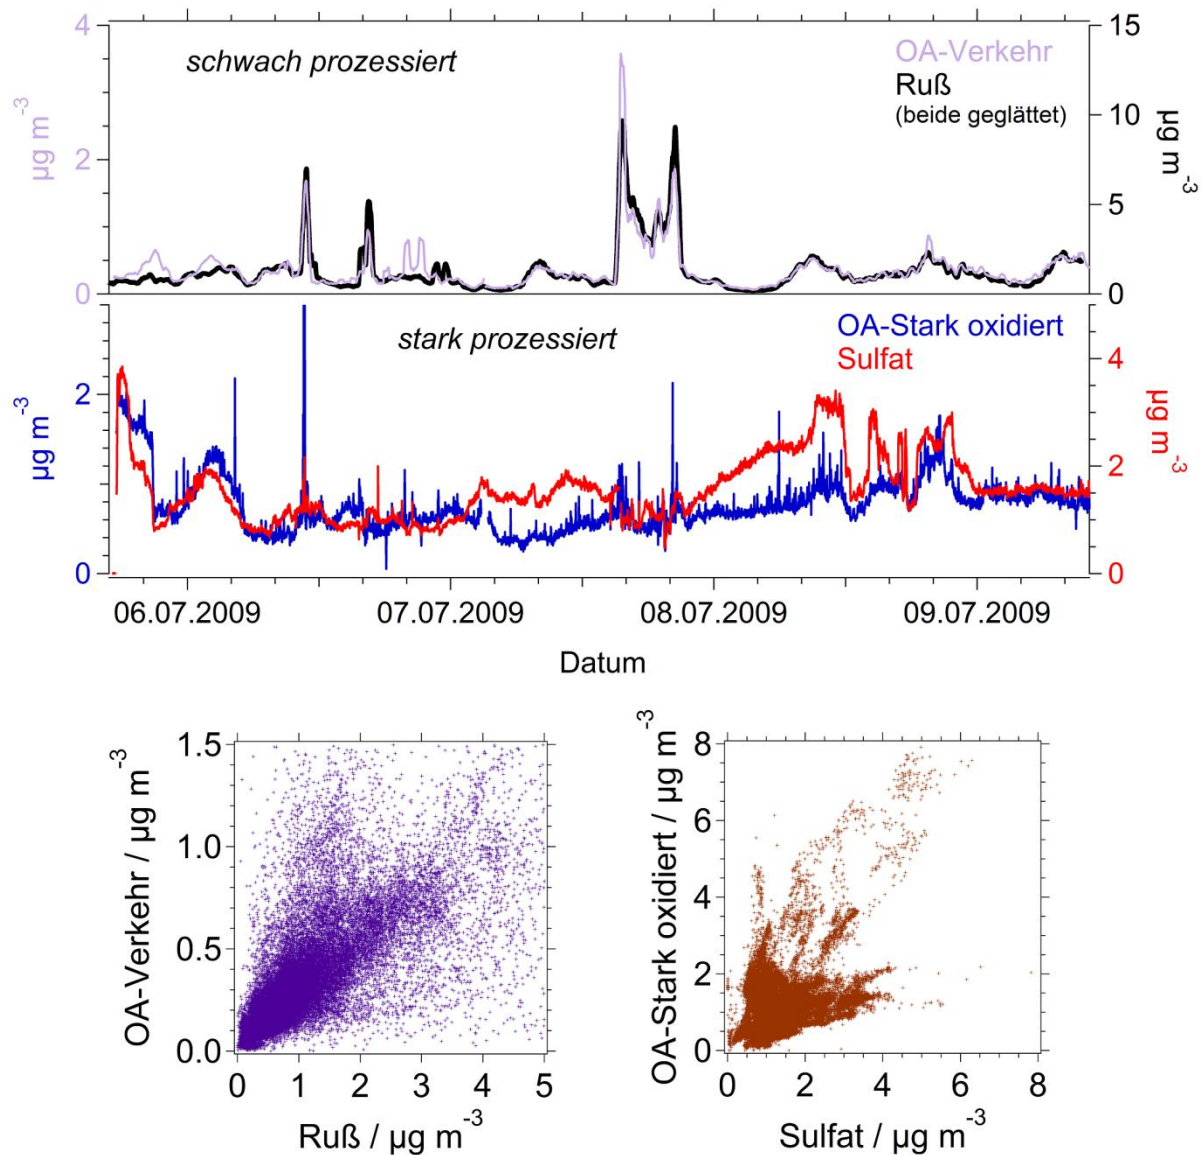 4
2
0
µg m⁻³
schwach prozessiert
OA-Verkehr
Ruß
(beide geglättet)
15
10
5
0
µg m⁻³
2
0
µg m⁻³
stark prozessiert
OA-Stark oxidiert
Sulfat
4
2
0
µg m⁻³
06.07.2009 07.07.2009 08.07.2009 09.07.2009
Datum
OA-Verkehr / µg m⁻³
1.5
1.0
0.5
0.0
0 1 2 3 4 5
Ruß / µg m⁻³
OA-Stark oxidiert / µg m⁻³
8
6
4
2
0
0 2 4 6 8
Sulfat / µg m⁻³